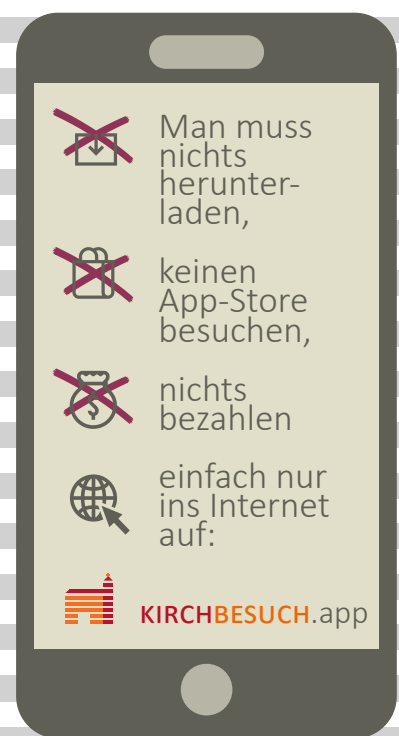 Man muss
nichts
herunter-
laden,
keinen
App-Store
besuchen,
nichts
bezahlen
einfach nur
ins Internet
auf:
KIRCHBESUCH.app